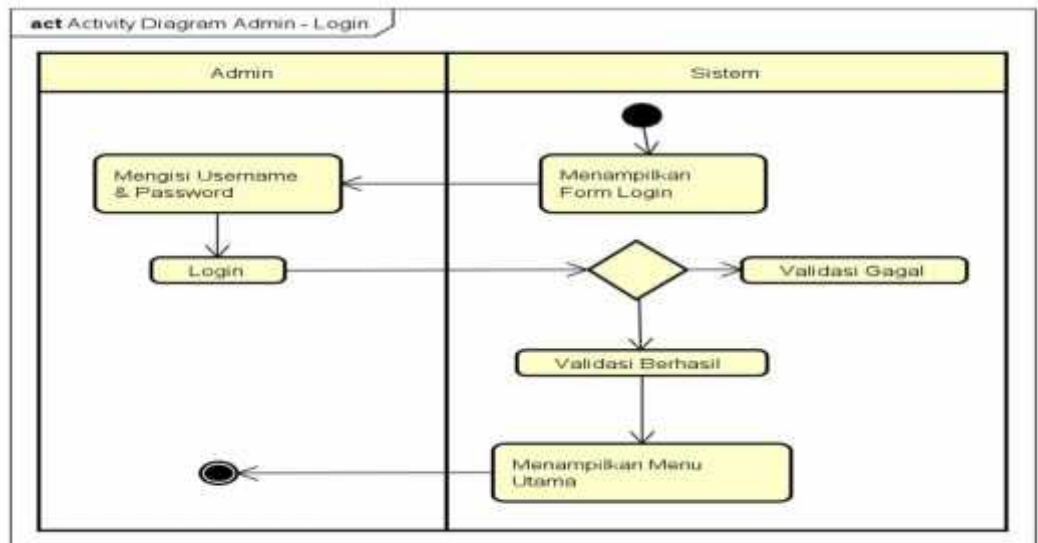 act Activity Diagram Admin - Login
Admin
Sistem
Menampilkan
Form Login
Mengisi Username
& Password
Login
Validasi Gagal
Validasi Berhasil
Menampilkan Menu
Utama